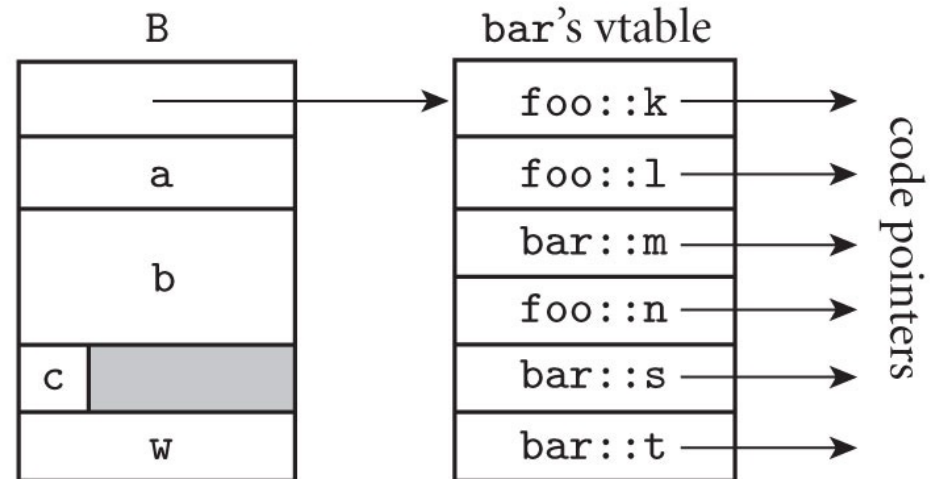 B
a
b
c
w
bar's vtable
foo::k
foo::l
bar::m
foo::n
bar::s
bar::t
code pointers